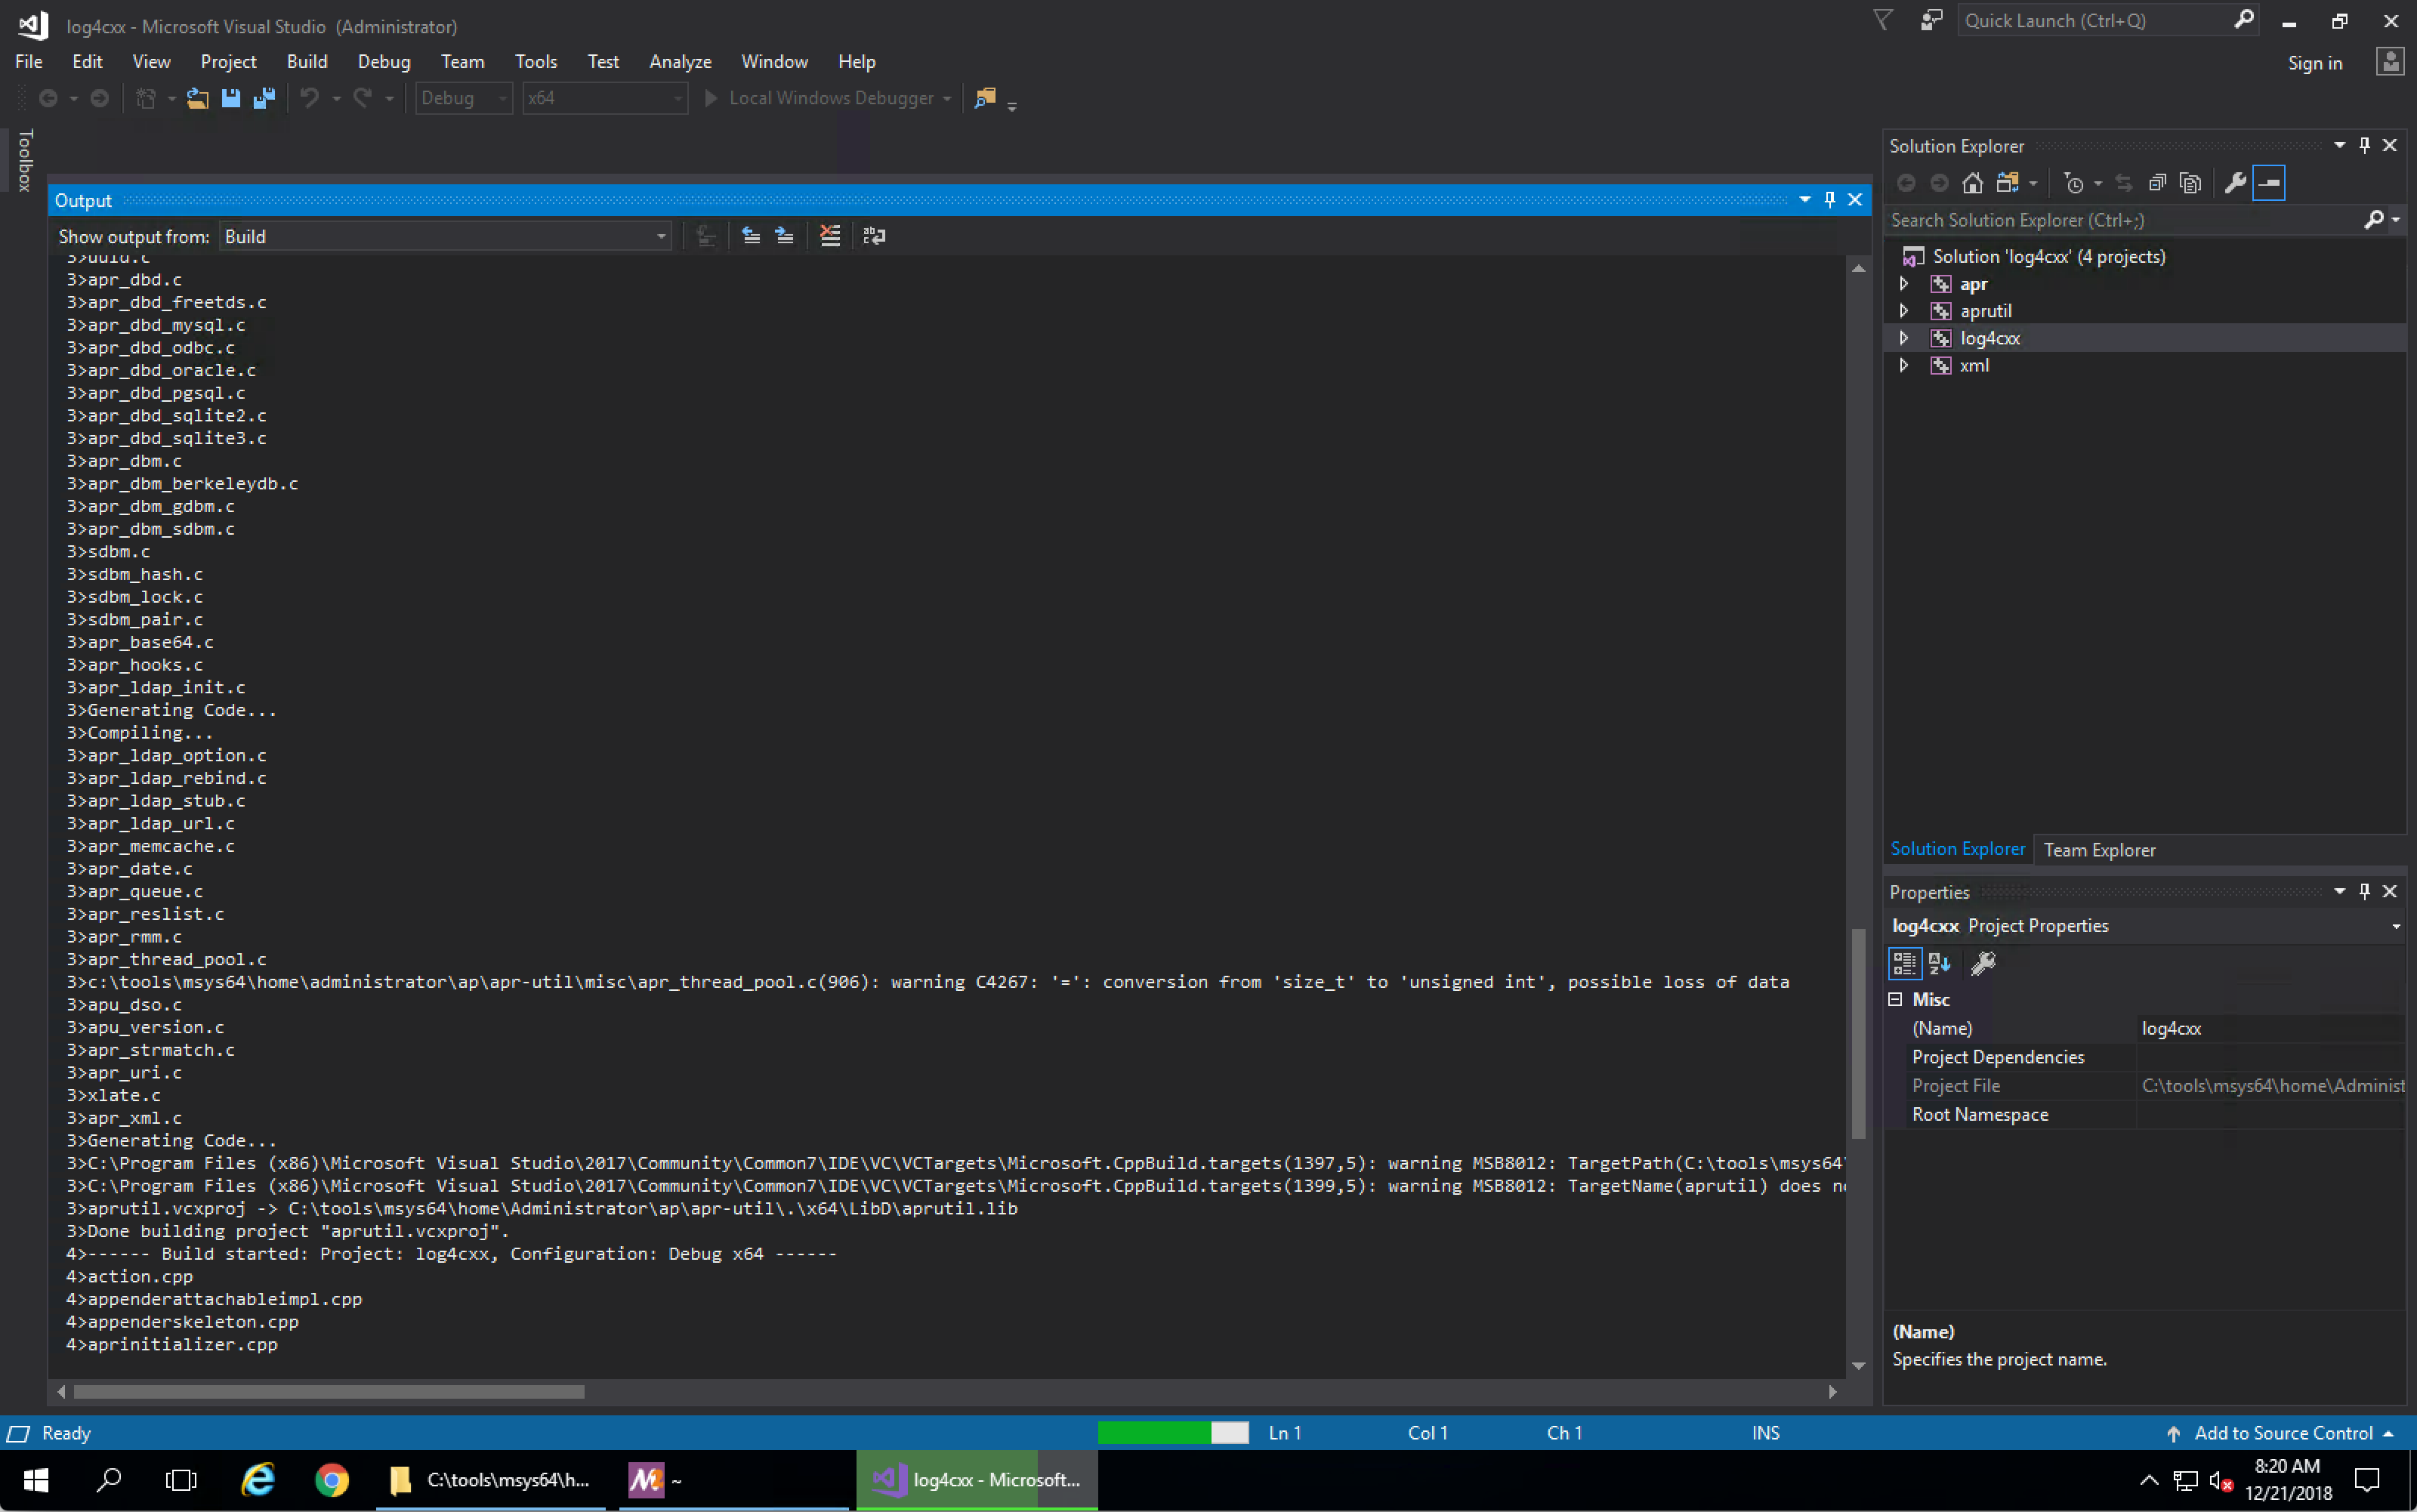 log4cxx - Microsoft Visual Studio (Administrator)
Quick Launch (Ctrl+Q)
File Edit View Project Build Debug Team Tools Test Analyze Window Help
Sign in
Debug x64 Local Windows Debugger
Toolbox
Output
Show output from: Build
3>uuid.c
3>apr_dbd.c
3>apr_dbd_freetds.c
3>apr_dbd_mysql.c
3>apr_dbd_odbc.c
3>apr_dbd_oracle.c
3>apr_dbd_pgsql.c
3>apr_dbd_sqlite2.c
3>apr_dbd_sqlite3.c
3>apr_dbm.c
3>apr_dbm_berkeleydb.c
3>apr_dbm_gdbm.c
3>apr_dbm_sdbm.c
3>sdbm.c
3>sdbm_hash.c
3>sdbm_lock.c
3>sdbm_pair.c
3>apr_base64.c
3>apr_hooks.c
3>apr_ldap_init.c
3>Generating Code...
3>Compiling...
3>apr_ldap_option.c
3>apr_ldap_rebind.c
3>apr_ldap_stub.c
3>apr_ldap_url.c
3>apr_memcache.c
3>apr_date.c
3>apr_queue.c
3>apr_reslist.c
3>apr_rmm.c
3>apr_thread_pool.c
3>c:\tools\msys64\home\administrator\ap\apr-util\misc\apr_thread_pool.c(906): warning C4267: '=': conversion from 'size_t' to 'unsigned int', possible loss of data
3>apu_dso.c
3>apu_version.c
3>apr_strmatch.c
3>apr_uri.c
3>xlate.c
3>apr_xml.c
3>Generating Code...
3>C:\Program Files (x86)\Microsoft Visual Studio\2017\Community\Common7\IDE\VC\VCTargets\Microsoft.CppBuild.targets(1397,5): warning MSB8012: TargetPath(C:\tools\msys64\
3>C:\Program Files (x86)\Microsoft Visual Studio\2017\Community\Common7\IDE\VC\VCTargets\Microsoft.CppBuild.targets(1399,5): warning MSB8012: TargetName(aprutil) does no
3>aprutil.vcxproj -> C:\tools\msys64\home\Administrator\ap\apr-util\.\x64\LibD\aprutil.lib
3>Done building project "aprutil.vcxproj".
4>------ Build started: Project: log4cxx, Configuration: Debug x64 ------
4>action.cpp
4>appenderattachableimpl.cpp
4>appenderskeleton.cpp
4>aprinitializer.cpp
Solution Explorer
Search Solution Explorer (Ctrl+;)
Solution 'log4cxx' (4 projects)
apr
aprutil
log4cxx
xml
Solution Explorer Team Explorer
Properties
log4cxx Project Properties
Misc
(Name) log4cxx
Project Dependencies
Project File C:\tools\msys64\home\Administ
Root Namespace
(Name)
Specifies the project name.
Ready Ln 1 Col 1 Ch 1 INS Add to Source Control
C:\tools\msys64\h...
~
log4cxx - Microsoft...
8:20 AM
12/21/2018